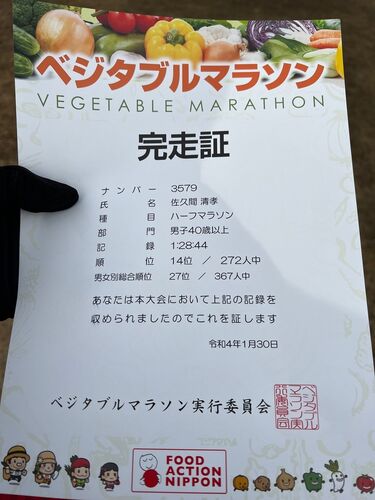 ベジタブルマラソン
VEGETABLE MARATHON
完走証
ナンバー 3579
氏名 佐久間 清孝
種目 ハーフマラソン
部門 男子40歳以上
記録 1:28:44
順位 14位 / 272人中
男女別総合順位 27位 / 367人中
あなたは本大会において上記の記録を
収められましたのでこれを証します
令和4年1月30日
ベジタブルマラソン実行委員会
FOOD
ACTION
NIPPON